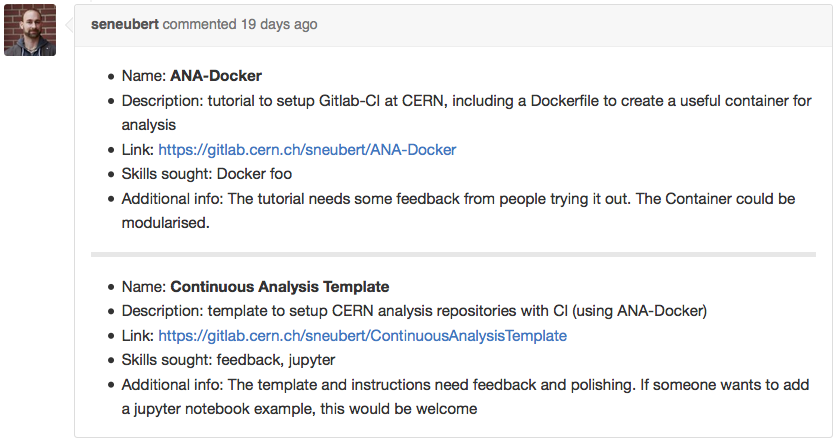 seneubert commented 19 days ago
• Name: ANA-Docker
• Description: tutorial to setup Gitlab-CI at CERN, including a Dockerfile to create a useful container for
analysis
• Link: https://gitlab.cern.ch/sneubert/ANA-Docker
• Skills sought: Docker foo
• Additional info: The tutorial needs some feedback from people trying it out. The Container could be
modularised.
• Name: Continuous Analysis Template
• Description: template to setup CERN analysis repositories with CI (using ANA-Docker)
• Link: https://gitlab.cern.ch/sneubert/ContinuousAnalysisTemplate
• Skills sought: feedback, jupyter
• Additional info: The template and instructions need feedback and polishing. If someone wants to add
a jupyter notebook example, this would be welcome